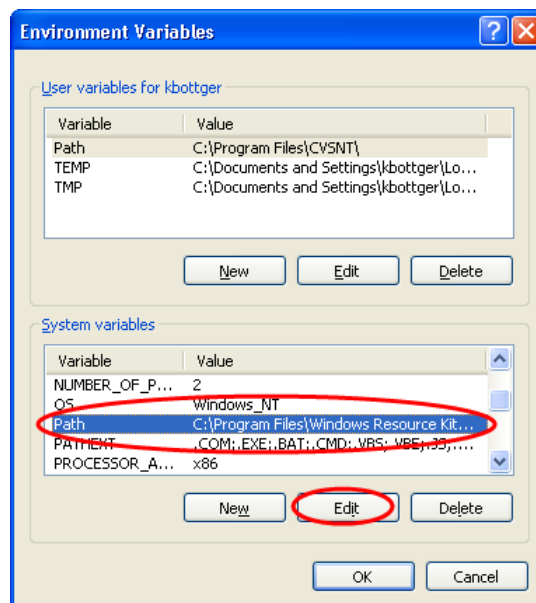 Environment Variables
User variables for kbottger
Variable Value
Path C:\Program Files\CVSNT\
TEMP C:\Documents and Settings\kbottger\Lo...
TMP C:\Documents and Settings\kbottger\Lo...
New Edit Delete
System variables
Variable Value
NUMBER_OF_P... 2
OS Windows_NT
Path C:\Program Files\Windows Resource Kit...
PATHEXT .COM;.EXE;.BAT;.CMD;.VBS;.VBE;.JS;....
PROCESSOR_A... x86
New Edit Delete
OK Cancel